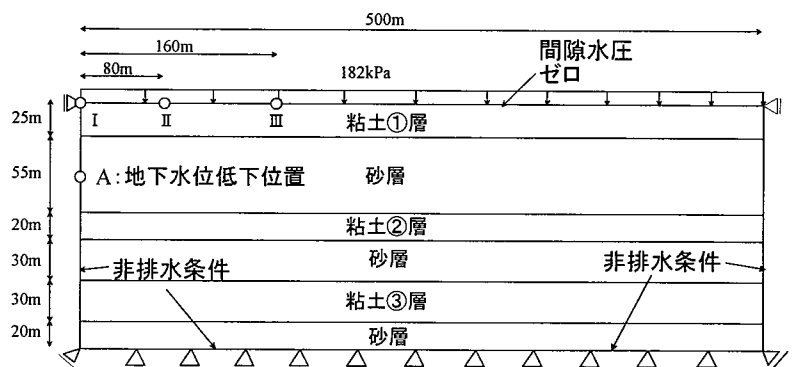 500m
160m
80m
182kPa
間隙水圧
ゼロ
25m
Ⅰ
Ⅱ
Ⅲ
粘土①層
55m
A:地下水位低下位置
砂層
20m
粘土②層
30m
砂層
非排水条件
非排水条件
30m
粘土③層
20m
砂層